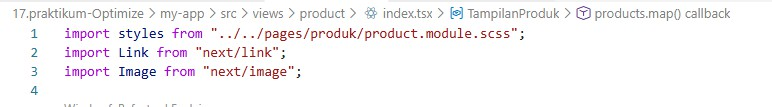 17.praktikum-Optimize > my-app > src > views > product > index.tsx > TampilanProduk > products.map() callback
1 import styles from "../../pages/produk/product.module.scss";
2 import Link from "next/link";
3 import Image from "next/image";
4